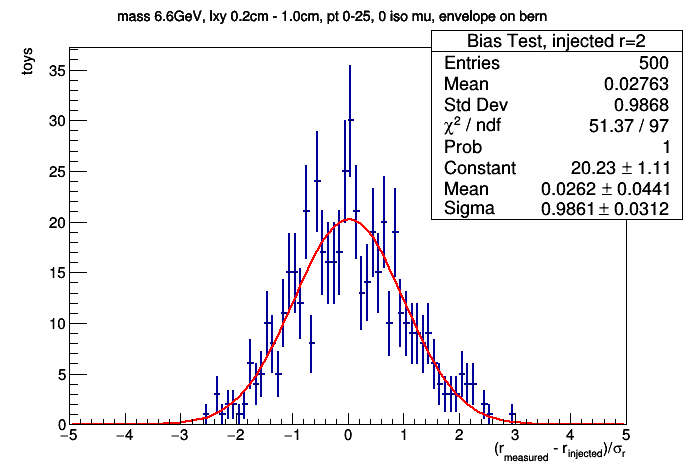 mass 6.6GeV, lxy 0.2cm - 1.0cm, pt 0-25, 0 iso mu, envelope on bern
Bias Test, injected r=2
Entries 500
Mean 0.02763
Std Dev 0.9868
χ² / ndf 51.37 / 97
Prob 1
Constant 20.23 ± 1.11
Mean 0.0262 ± 0.0441
Sigma 0.9861 ± 0.0312
toys
35
30
25
20
15
10
5
0
−5 −4 −3 −2 −1 0 1 2 3 4 5
(r_measured - r_injected)/σ_r